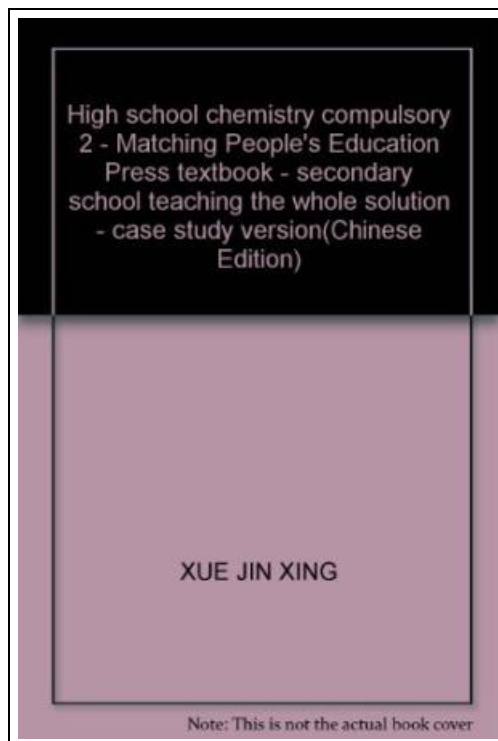 High school chemistry compulsory
2 - Matching People's Education
Press textbook - secondary
school teaching the whole solution
- case study version(Chinese
Edition)
XUE JIN XING
Note: This is not the actual book cover